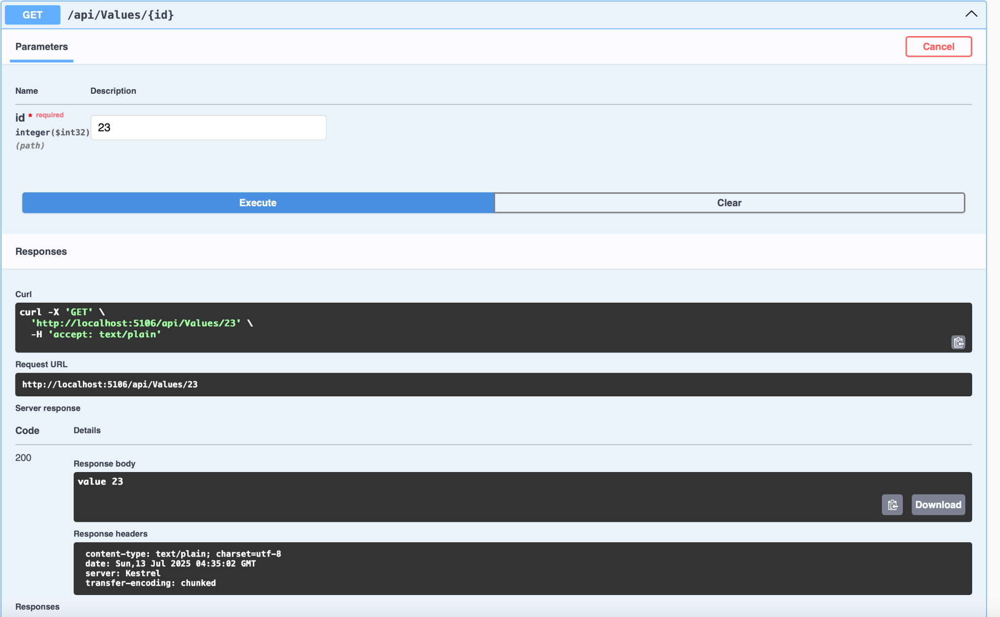 GET /api/Values/{id}
Parameters
Cancel
Name Description
id * required
integer($int32)
(path)
23
Execute
Clear
Responses
Curl
curl -X 'GET' \
'http://localhost:5106/api/Values/23' \
-H 'accept: text/plain'
Request URL
http://localhost:5106/api/Values/23
Server response
Code Details
200
Response body
value 23
Download
Response headers
content-type: text/plain; charset=utf-8
date: Sun,13 Jul 2025 04:35:02 GMT
server: Kestrel
transfer-encoding: chunked
Responses